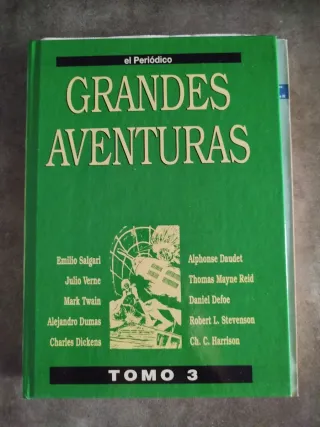 el Periódico
GRANDES
AVENTURAS
Emilio Salgari
Julio Verne
Mark Twain
Alejandro Dumas
Charles Dickens
Alphonse Daudet
Thomas Mayne Reid
Daniel Defoe
Robert L. Stevenson
Ch. C. Harrison
TOMO 3